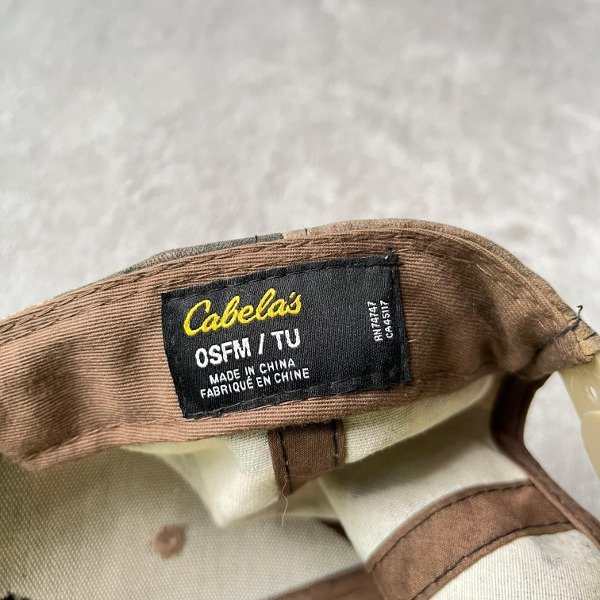 Cabela's
OSFM / TU
MADE IN CHINA
FABRIQUÉ EN CHINE
RN74747
CA45117